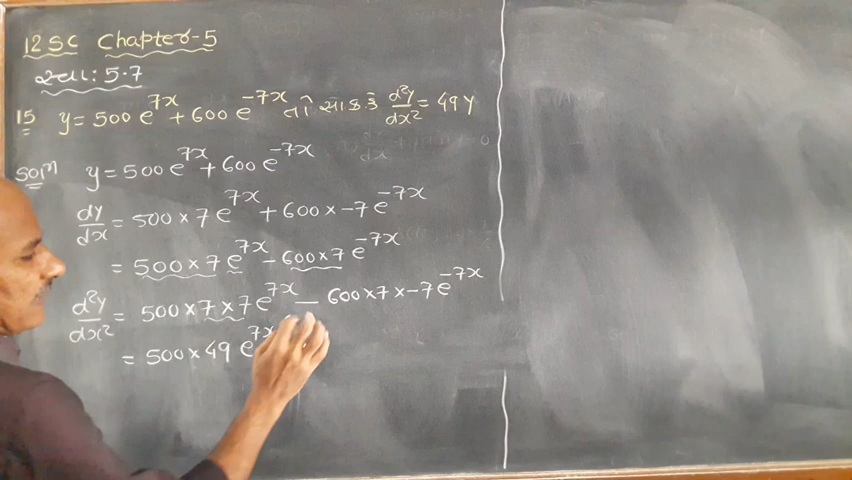 12 SC Chapter-5
સ્વા: 5.7
15 y = 500 e^{7x} + 600 e^{-7x} તો સા.ક.કે d²y/dx² = 49 y
Soln y = 500 e^{7x} + 600 e^{-7x}
dy/dx = 500 × 7 e^{7x} + 600 × -7 e^{-7x}
= 500 × 7 e^{7x} - 600 × 7 e^{-7x}
d²y/dx² = 500 × 7 × 7 e^{7x} - 600 × 7 × -7 e^{-7x}
= 500 × 49 e^{7x}